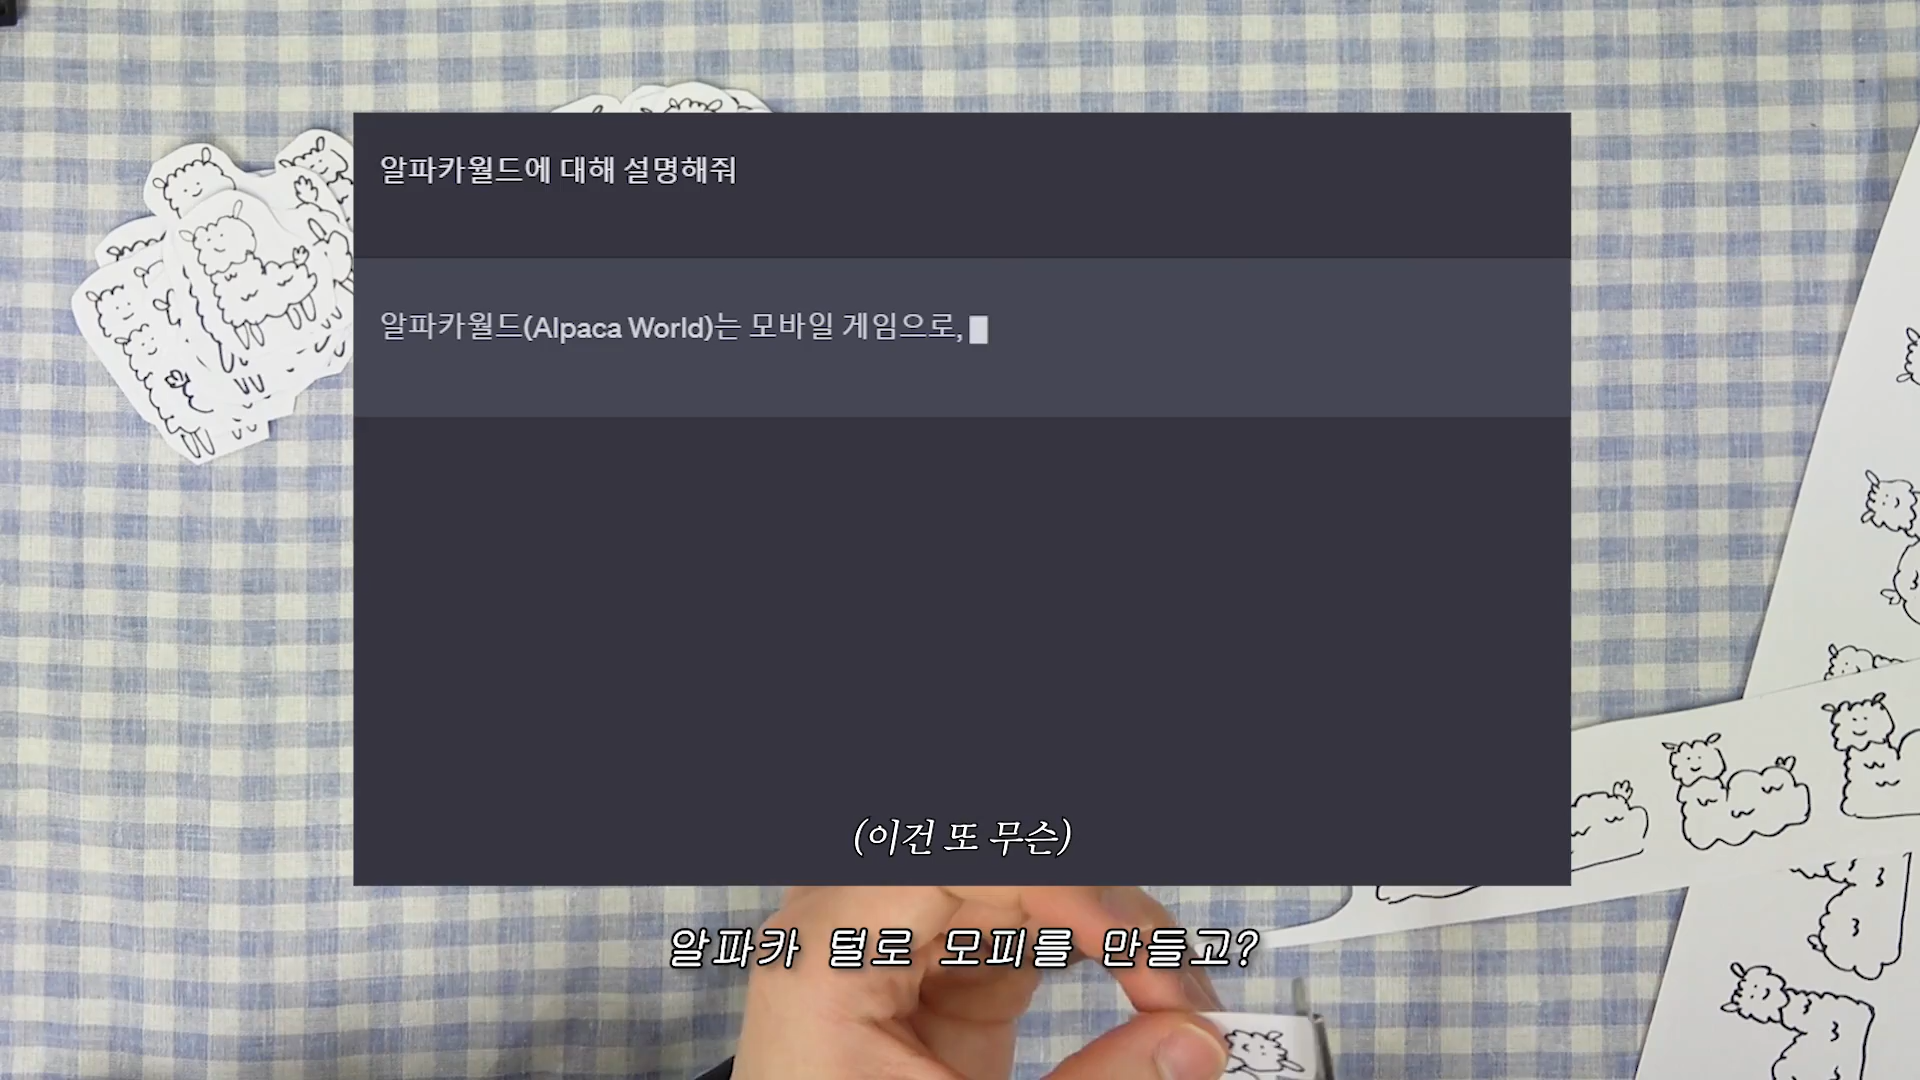 알파카월드에 대해 설명해줘
알파카월드(Alpaca World)는 모바일 게임으로,
(이건 또 무슨)
알파카 털로 모피를 만들고?